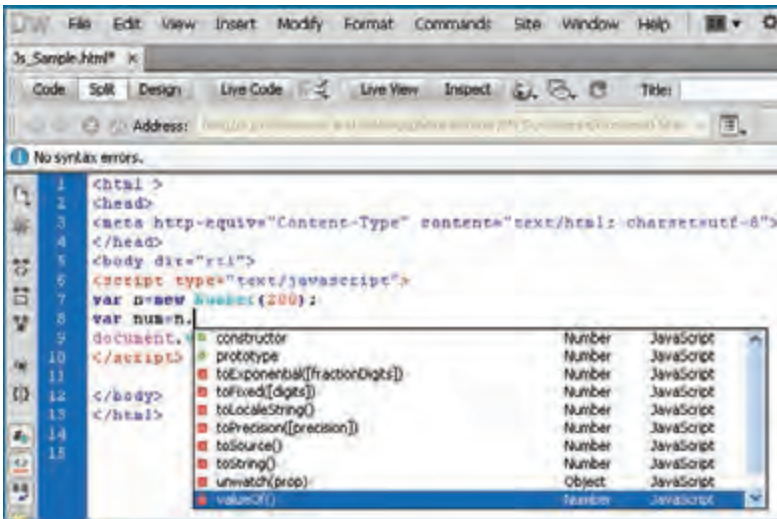 DW File Edit View Insert Modify Format Commands Site Window Help
Js_Sample.html* ×
Code Split Design Live Code Live View Inspect Title:
Address:
No syntax errors.
1 <html >
2 <head>
3 <meta http-equiv="Content-Type" content="text/html; charset=utf-8">
4 </head>
5 <body dir="rtl">
6 <script type="text/javascript">
7 var n=new Number(200);
8 var num=n.
9 document.
10 </script>
11
12 </body>
13 </html>
14
15
constructor Number JavaScript
prototype Number JavaScript
toExponential([fractionDigits]) Number JavaScript
toFixed([digits]) Number JavaScript
toLocaleString() Number JavaScript
toPrecision([precision]) Number JavaScript
toSource() Number JavaScript
toString() Number JavaScript
unwatch(prop) Object JavaScript
valueOf() Number JavaScript